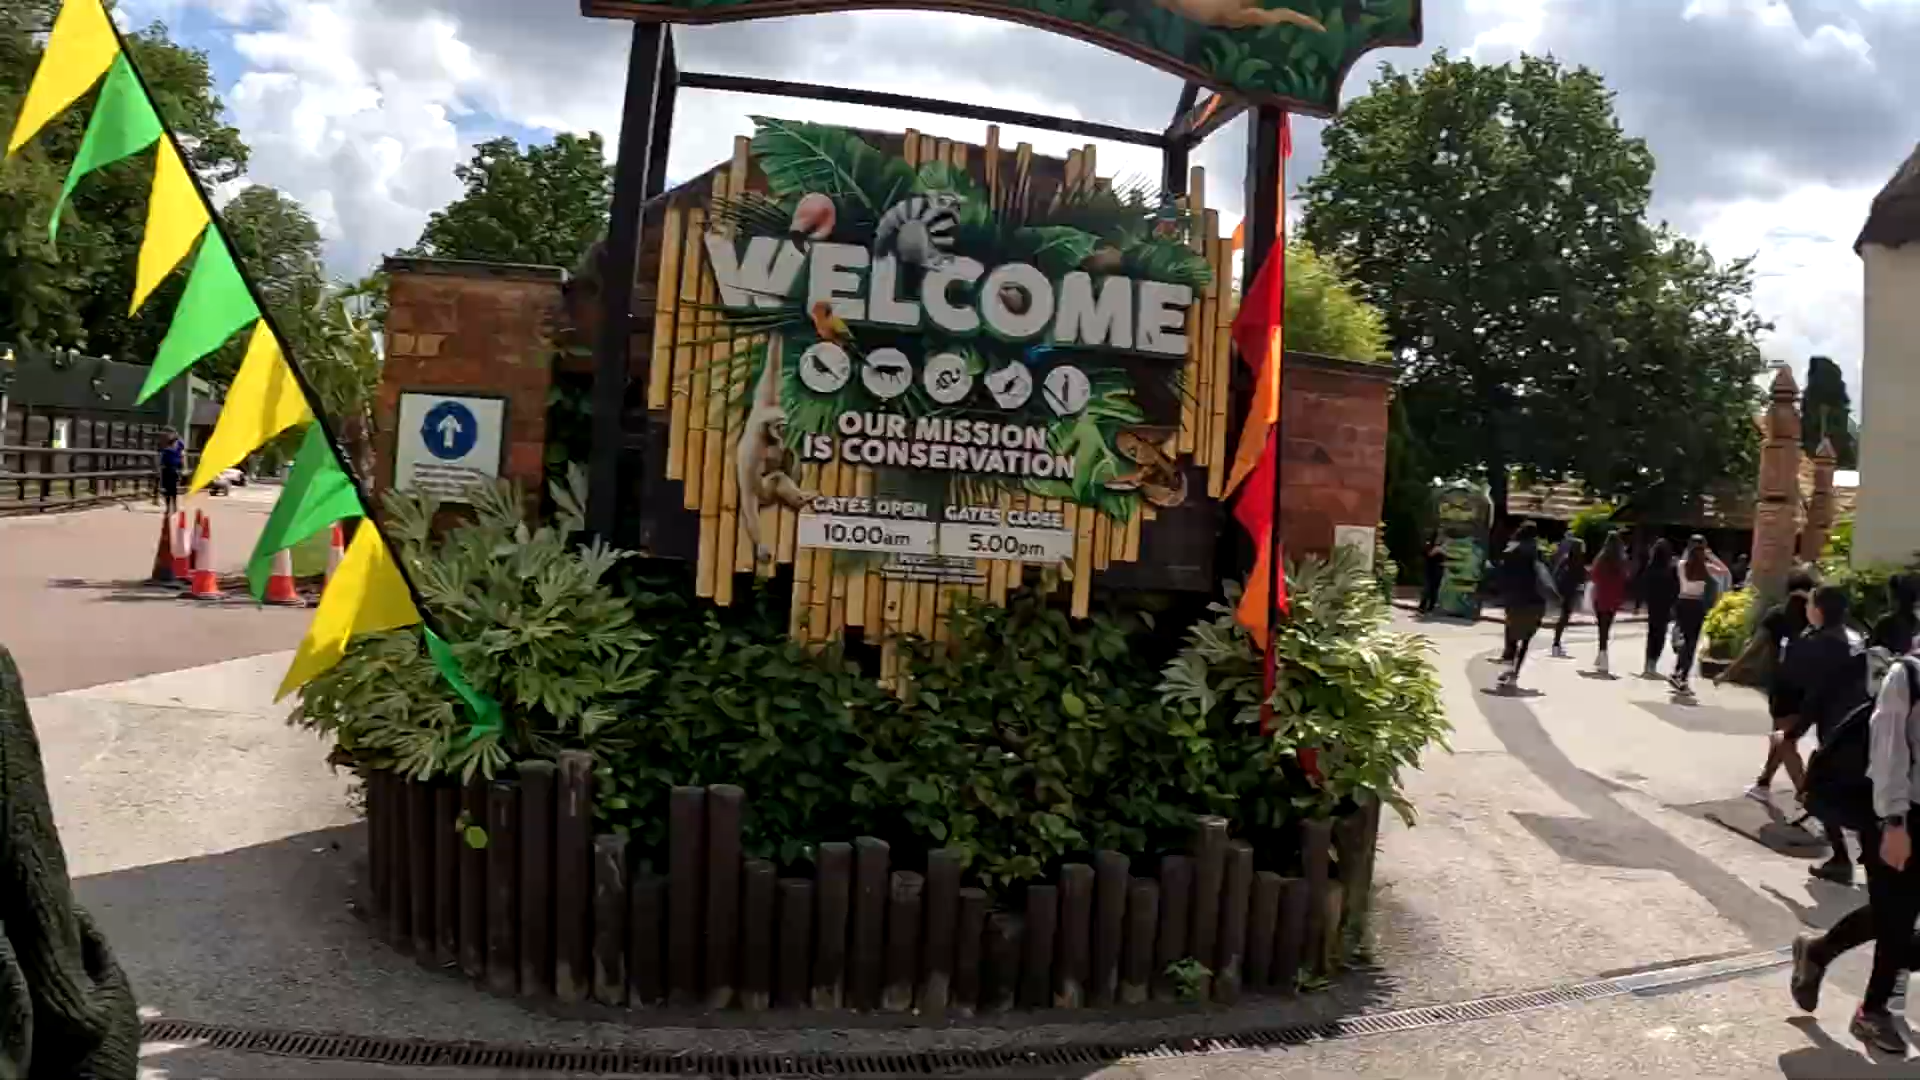 WELCOME
OUR MISSION
IS CONSERVATION
GATES OPEN GATES CLOSE
10.00am 5.00pm